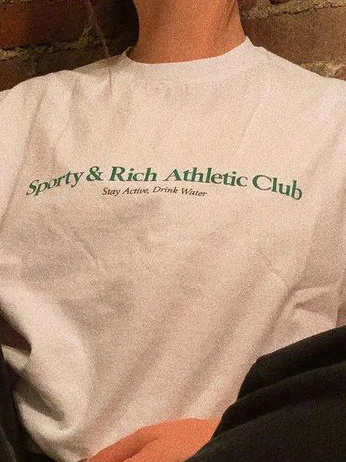 Sporty & Rich Athletic Club
Stay Active, Drink Water